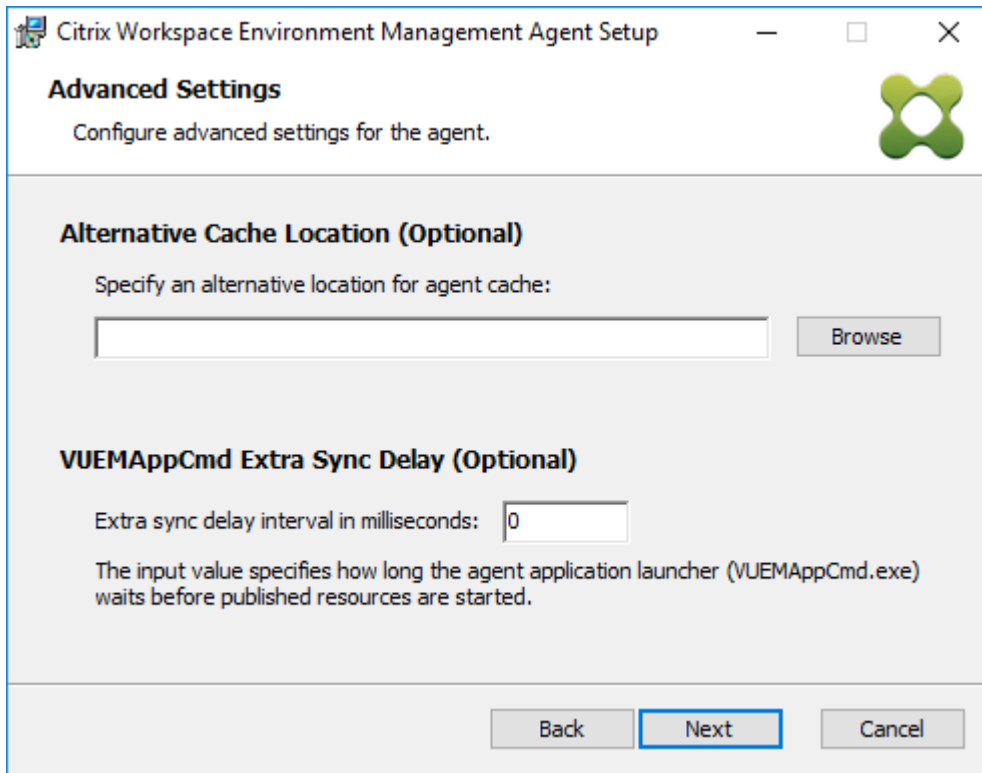 Citrix Workspace Environment Management Agent Setup
Advanced Settings
Configure advanced settings for the agent.
Alternative Cache Location (Optional)
Specify an alternative location for agent cache:
Browse
VUEMAppCmd Extra Sync Delay (Optional)
Extra sync delay interval in milliseconds: 0
The input value specifies how long the agent application launcher (VUEMAppCmd.exe)
waits before published resources are started.
Back Next Cancel